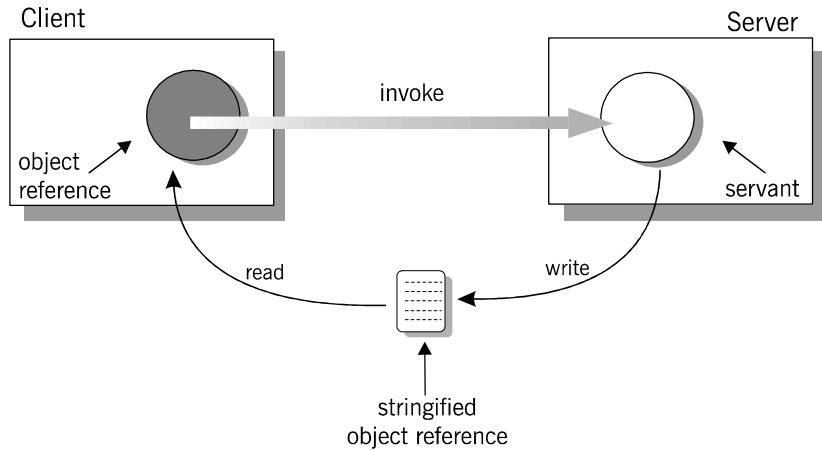 Client
Server
invoke
object
reference
servant
read
write
stringified
object reference